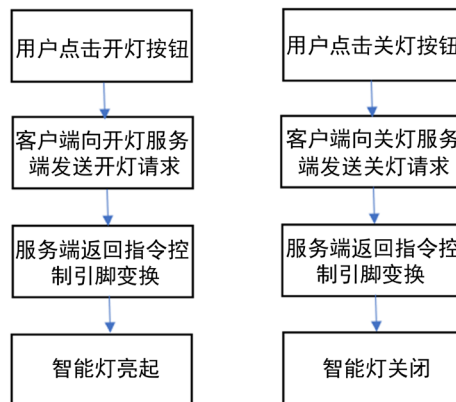 用户点击开灯按钮
客户端向开灯服务
端发送开灯请求
服务端返回指令控
制引脚变换
智能灯亮起
用户点击关灯按钮
客户端向关灯服务
端发送关灯请求
服务端返回指令控
制引脚变换
智能灯关闭